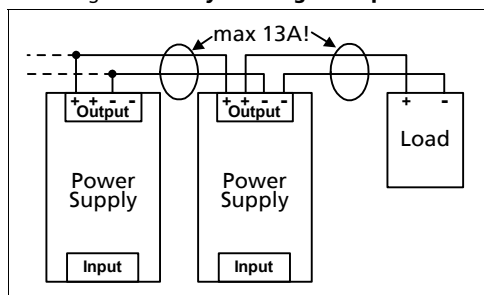 max 13A!
+ + - -
Output
+ + - -
Output
+ -
Load
Power
Supply
Power
Supply
Input
Input